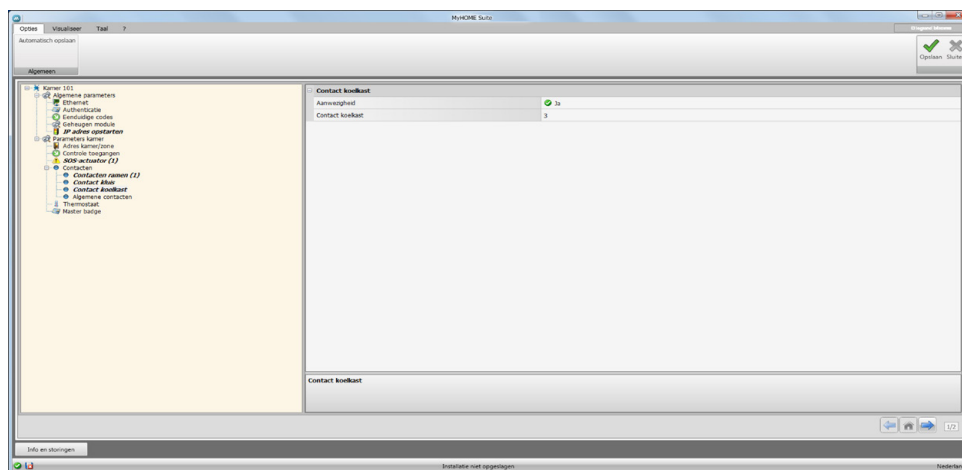 MyHOME Suite
Opties Visualiseer Taal ?
Automatisch opslaan
Opslaan Sluite
Algemeen
Kamer 101
Algemene parameters
Ethernet
Authenticatie
Eenduidige codes
Geheugen module
IP adres opstarten
Parameters kamer
Adres kamer/zone
Controle toegangen
SOS-actuator (1)
Contacten
Contacten ramen (1)
Contact kluis
Contact koelkast
Algemene contacten
Thermostaat
Master badge
Contact koelkast
Aanwezigheid Ja
Contact koelkast 3
Contact koelkast
1/2
Info en storingen
Installatie niet opgeslagen
Nederlan